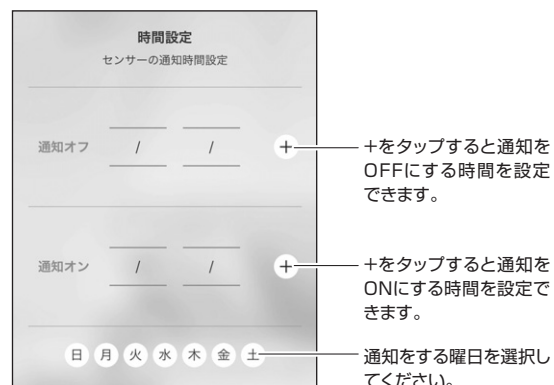 時間設定
センサーの通知時間設定
通知オフ / / +
+をタップすると通知を
OFFにする時間を設定
できます。
通知オン / / +
+をタップすると通知を
ONにする時間を設定で
きます。
日 月 火 水 木 金 土
通知をする曜日を選択し
てください。